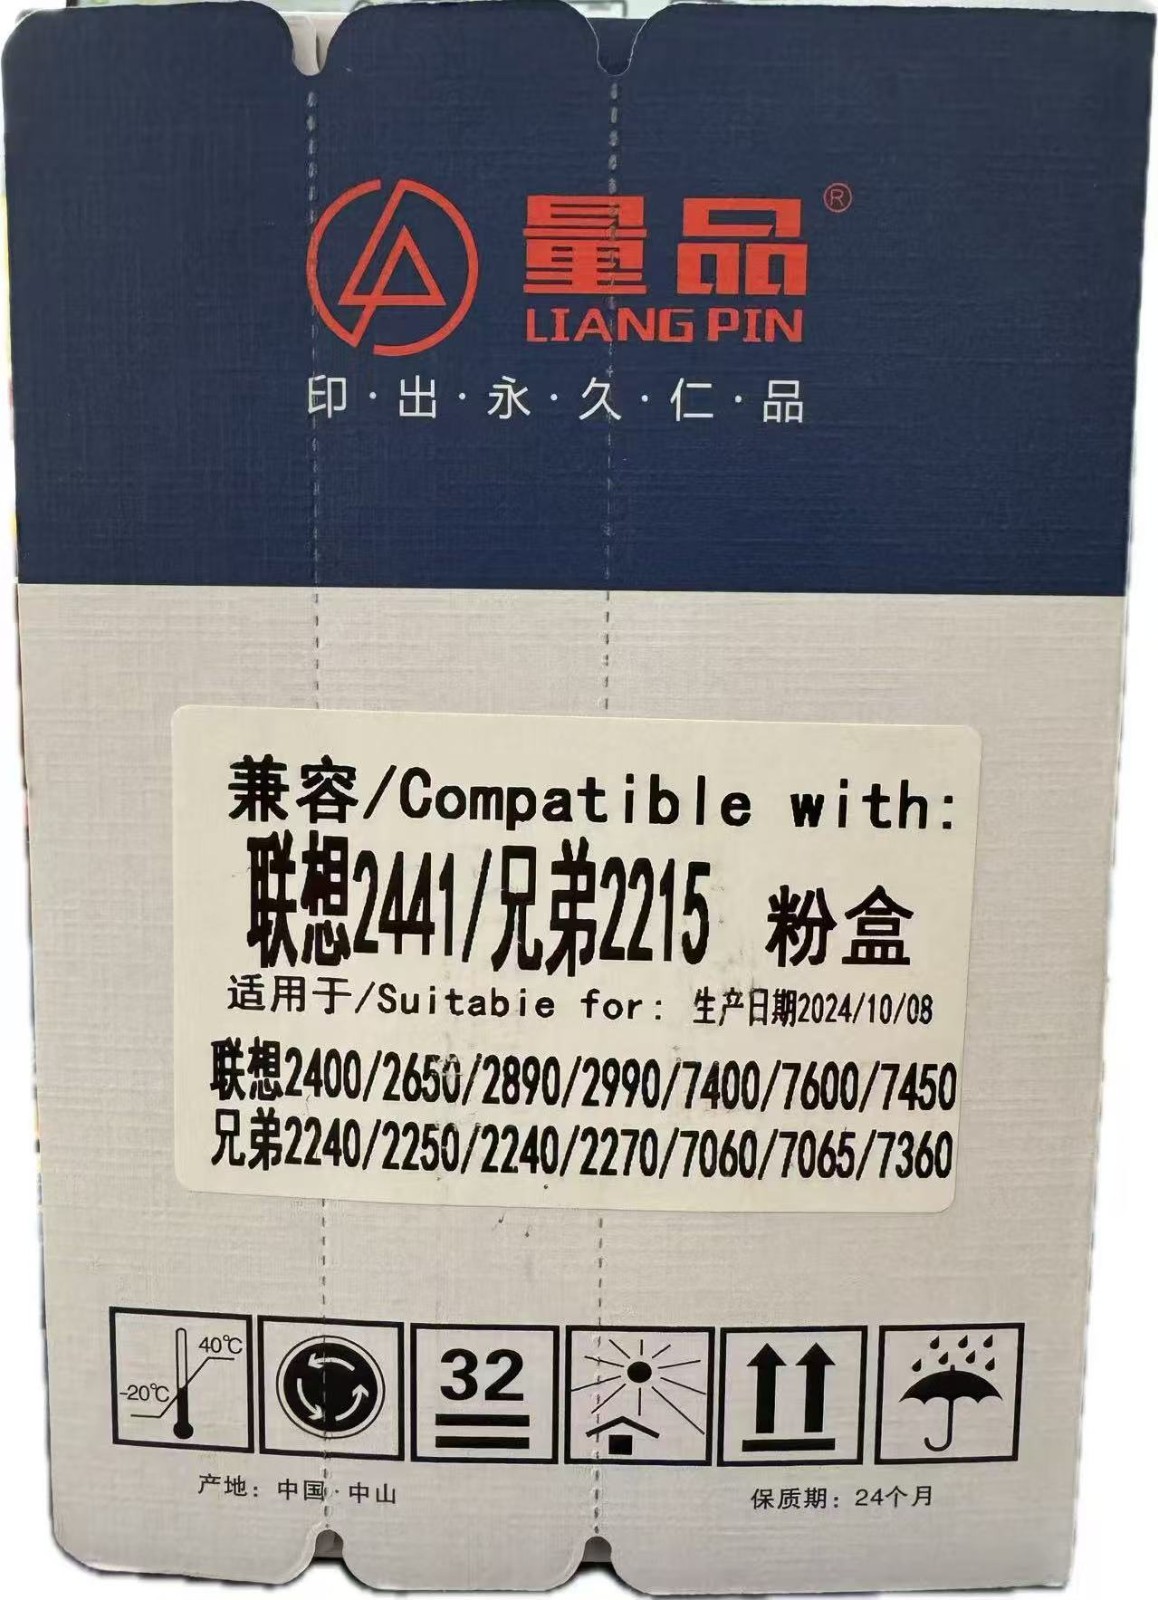 量品®
LIANG PIN
印·出·永·久·仁·品
兼容/Compatible with:
联想2441/兄弟2215 粉盒
适用于/Suitabie for: 生产日期2024/10/08
联想2400/2650/2890/2990/7400/7600/7450
兄弟2240/2250/2240/2270/7060/7065/7360
40℃
-20℃
32
产地：中国·中山
保质期：24个月